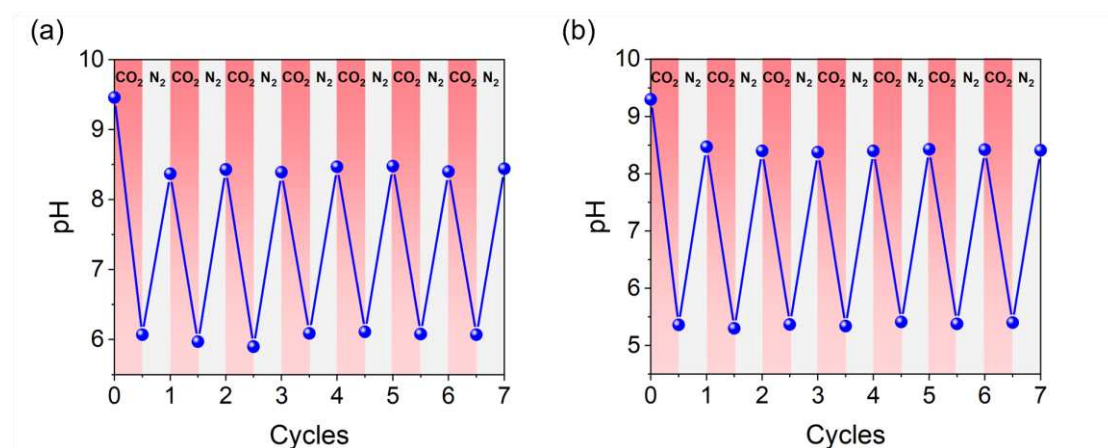 (a)
10
9
8
7
6
pH
CO₂ N₂ CO₂ N₂ CO₂ N₂ CO₂ N₂ CO₂ N₂ CO₂ N₂ CO₂ N₂
0 1 2 3 4 5 6 7
Cycles
(b)
10
9
8
7
6
5
pH
CO₂ N₂ CO₂ N₂ CO₂ N₂ CO₂ N₂ CO₂ N₂ CO₂ N₂ CO₂ N₂
0 1 2 3 4 5 6 7
Cycles